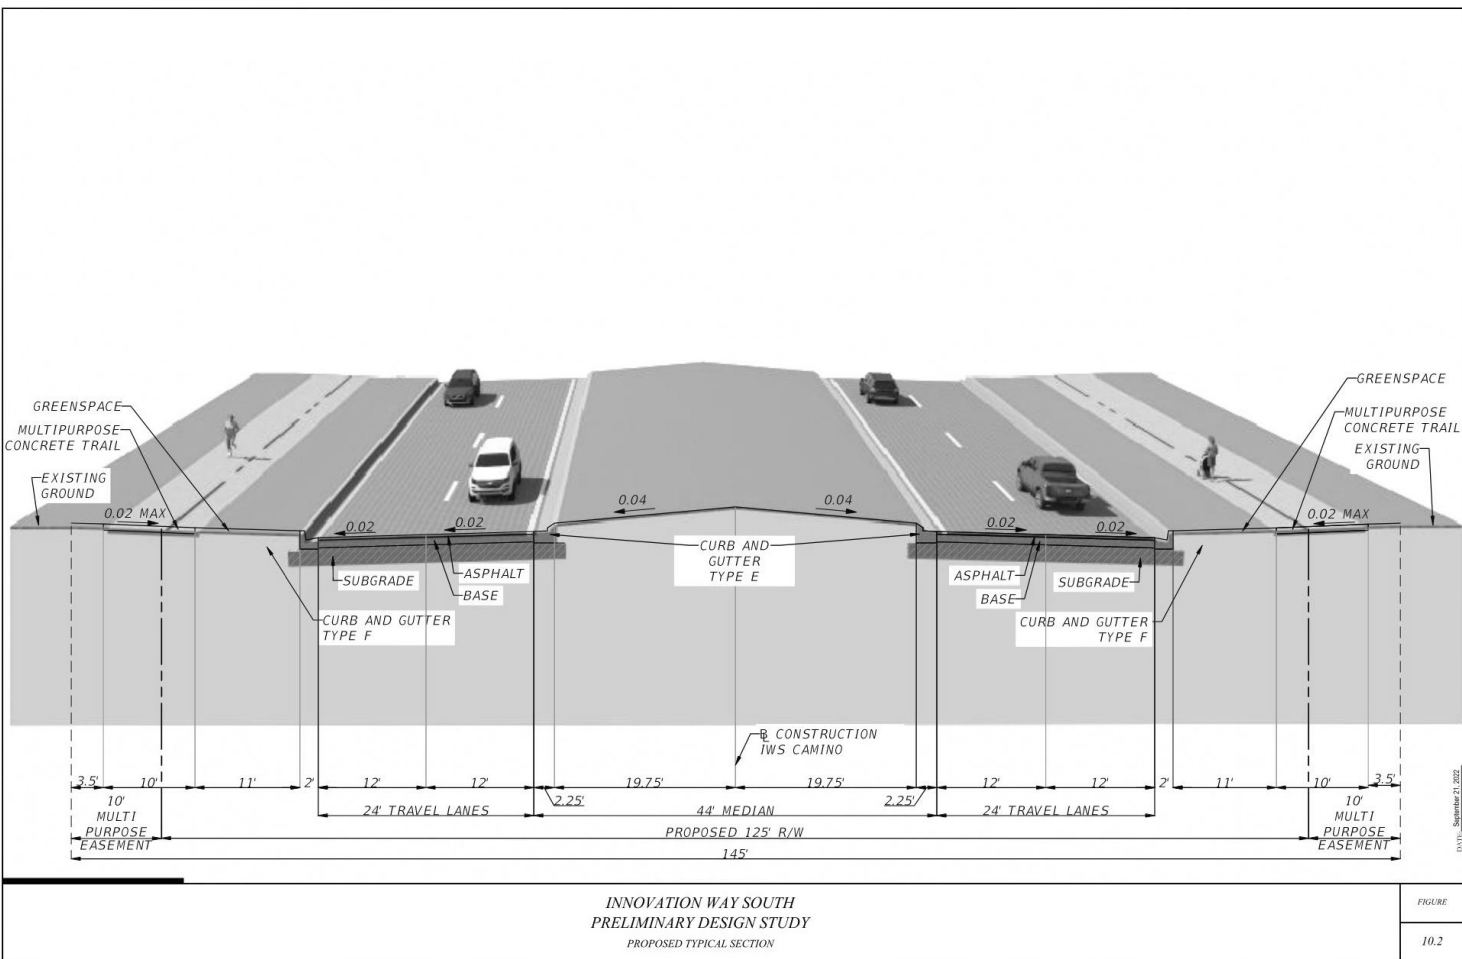 GREENSPACE
MULTIPURPOSE
CONCRETE TRAIL
EXISTING
GROUND
0.02 MAX
0.02
0.02
0.04
0.04
0.02
0.02
0.02 MAX
GREENSPACE
MULTIPURPOSE
CONCRETE TRAIL
EXISTING
GROUND
SUBGRADE
ASPHALT
BASE
CURB AND GUTTER
TYPE F
CURB AND
GUTTER
TYPE E
ASPHALT
BASE
SUBGRADE
CURB AND GUTTER
TYPE F
℄ CONSTRUCTION
IWS CAMINO
3.5' 10' 11' 2' 12' 12' 2.25' 19.75' 19.75' 2.25' 12' 12' 2' 11' 10' 3.5'
10'
MULTI
PURPOSE
EASEMENT
24' TRAVEL LANES
44' MEDIAN
24' TRAVEL LANES
10'
MULTI
PURPOSE
EASEMENT
PROPOSED 125' R/W
145'
DATE: September 21, 2022
INNOVATION WAY SOUTH
PRELIMINARY DESIGN STUDY
PROPOSED TYPICAL SECTION
FIGURE
10.2